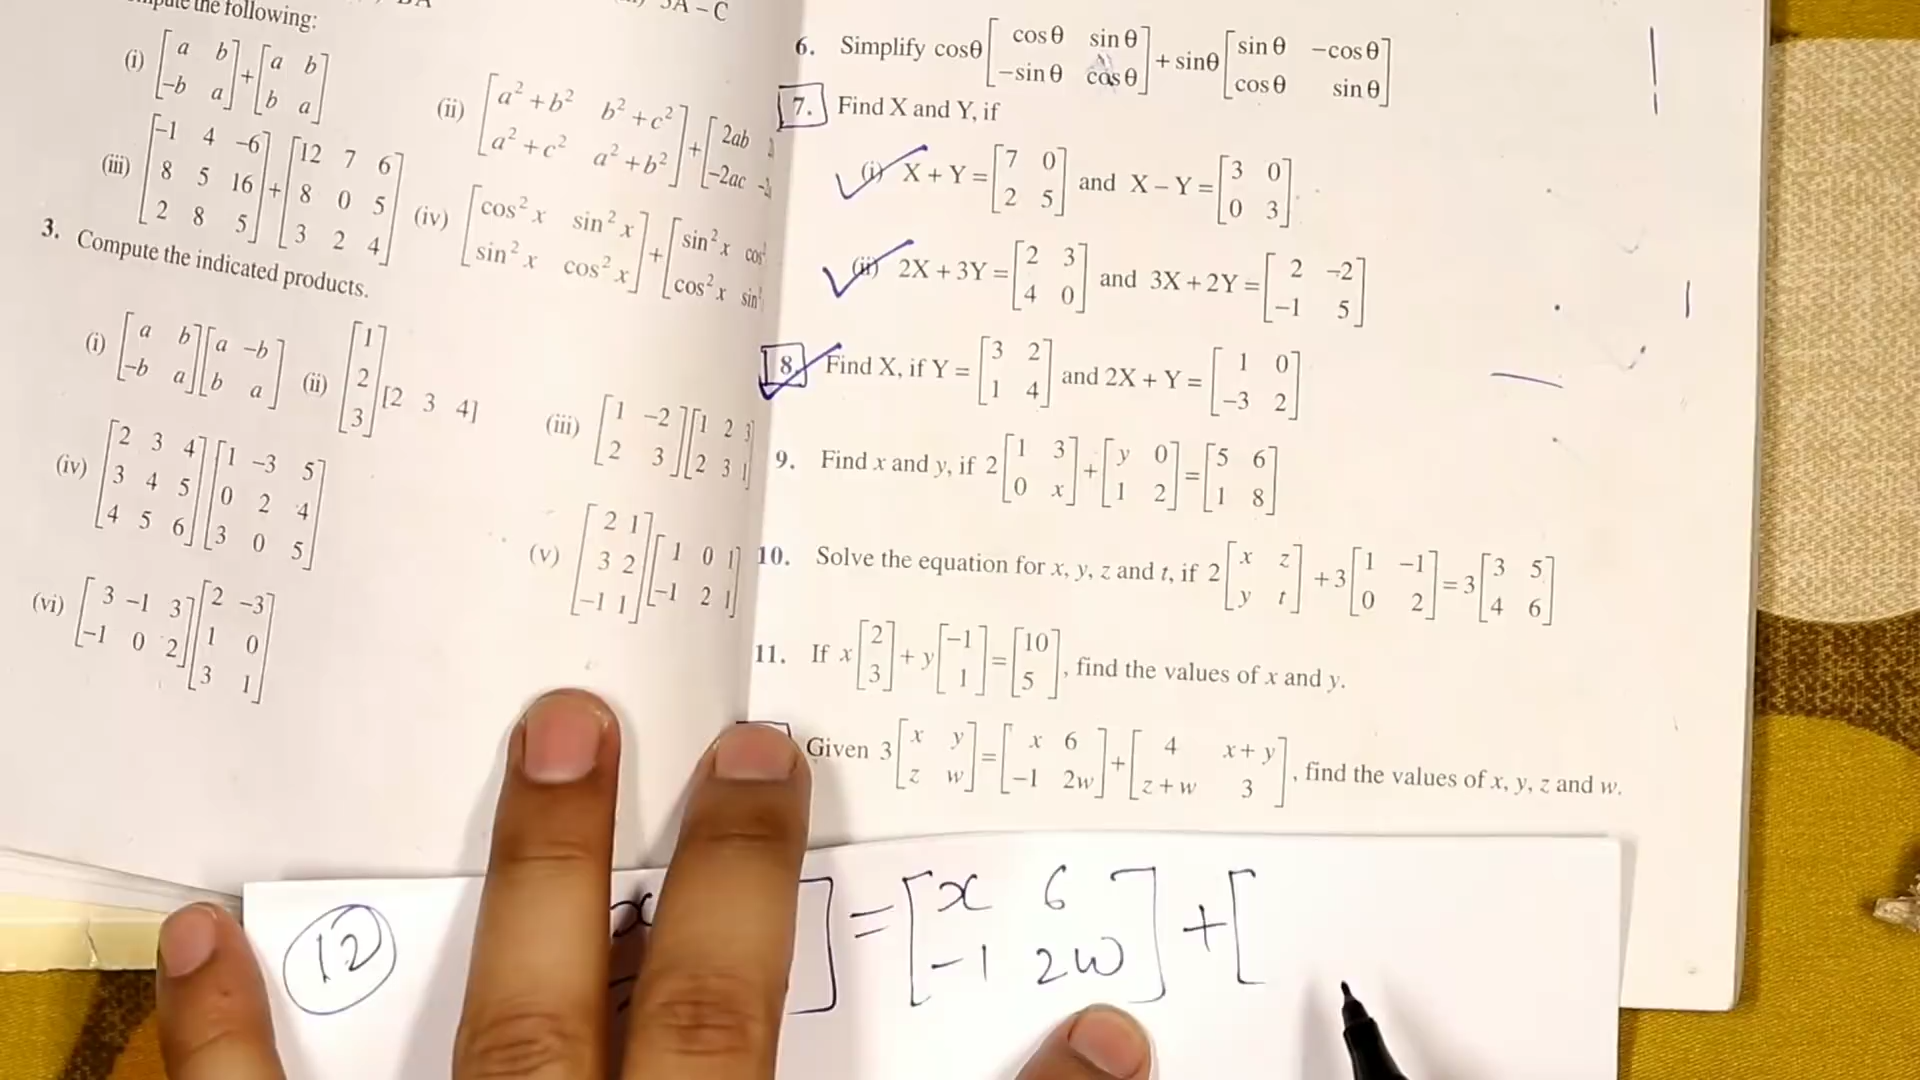 the following:
3A – C
(i) [a b; –b a] + [a b; b a]
(ii) [a² + b² b² + c²; a² + c² a² + b²] + [2ab; –2ac
(iii) [–1 4 –6; 8 5 16; 2 8 5] + [12 7 6; 8 0 5; 3 2 4]
(iv) [cos² x sin² x; sin² x cos² x] + [sin² x cos; cos² x sin
3. Compute the indicated products.
(i) [a b; –b a] [a –b; b a]
(ii) [1; 2; 3] [2 3 4]
(iii) [1 –2; 2 3] [1 2 3; 2 3 1]
(iv) [2 3 4; 3 4 5; 4 5 6] [1 –3 5; 0 2 4; 3 0 5]
(v) [2 1; 3 2; –1 1] [1 0 1; –1 2 1]
(vi) [3 –1 3; –1 0 2] [2 –3; 1 0; 3 1]
6. Simplify cosθ [cosθ sinθ; –sinθ cosθ] + sinθ [sinθ –cosθ; cosθ sinθ]
7. Find X and Y, if
(i) X + Y = [7 0; 2 5] and X – Y = [3 0; 0 3]
(ii) 2X + 3Y = [2 3; 4 0] and 3X + 2Y = [2 –2; –1 5]
8. Find X, if Y = [3 2; 1 4] and 2X + Y = [1 0; –3 2]
9. Find x and y, if 2 [1 3; 0 x] + [y 0; 1 2] = [5 6; 1 8]
10. Solve the equation for x, y, z and t, if 2 [x z; y t] + 3 [1 –1; 0 2] = 3 [3 5; 4 6]
11. If x [2; 3] + y [–1; 1] = [10; 5], find the values of x and y.
Given 3 [x y; z w] = [x 6; –1 2w] + [4 x + y; z + w 3], find the values of x, y, z and w.
12 x ] = [x 6; –1 2w] + [